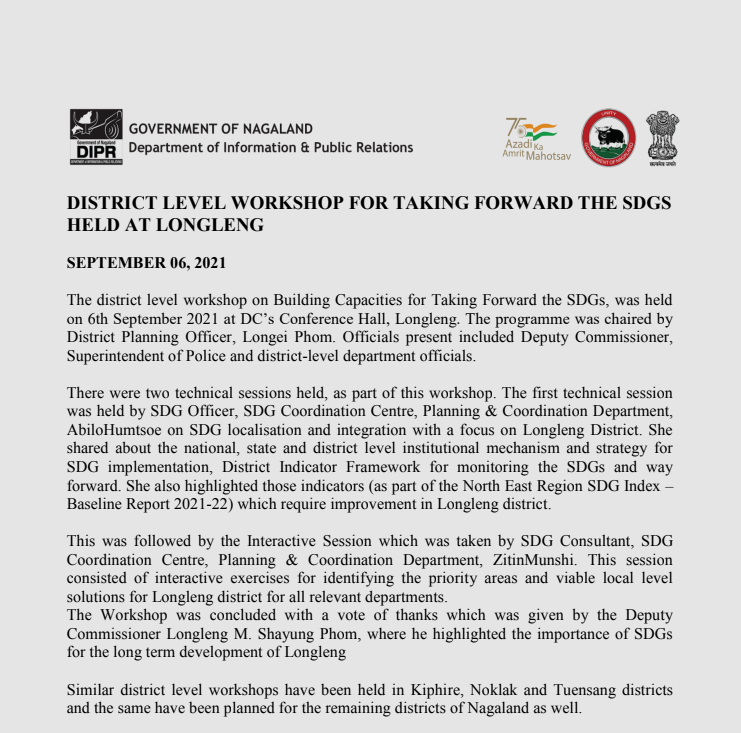 GOVERNMENT OF NAGALAND
Department of Information & Public Relations
Government of Nagaland
DIPR
75
Azadi Ka
Amrit Mahotsav
UNITY
GOVERNMENT OF NAGALAND
सत्यमेव जयते
DISTRICT LEVEL WORKSHOP FOR TAKING FORWARD THE SDGS
HELD AT LONGLENG
SEPTEMBER 06, 2021
The district level workshop on Building Capacities for Taking Forward the SDGs, was held
on 6th September 2021 at DC's Conference Hall, Longleng. The programme was chaired by
District Planning Officer, Longei Phom. Officials present included Deputy Commissioner,
Superintendent of Police and district-level department officials.
There were two technical sessions held, as part of this workshop. The first technical session
was held by SDG Officer, SDG Coordination Centre, Planning & Coordination Department,
AbiloHumtsoe on SDG localisation and integration with a focus on Longleng District. She
shared about the national, state and district level institutional mechanism and strategy for
SDG implementation, District Indicator Framework for monitoring the SDGs and way
forward. She also highlighted those indicators (as part of the North East Region SDG Index –
Baseline Report 2021-22) which require improvement in Longleng district.
This was followed by the Interactive Session which was taken by SDG Consultant, SDG
Coordination Centre, Planning & Coordination Department, ZitinMunshi. This session
consisted of interactive exercises for identifying the priority areas and viable local level
solutions for Longleng district for all relevant departments.
The Workshop was concluded with a vote of thanks which was given by the Deputy
Commissioner Longleng M. Shayung Phom, where he highlighted the importance of SDGs
for the long term development of Longleng
Similar district level workshops have been held in Kiphire, Noklak and Tuensang districts
and the same have been planned for the remaining districts of Nagaland as well.